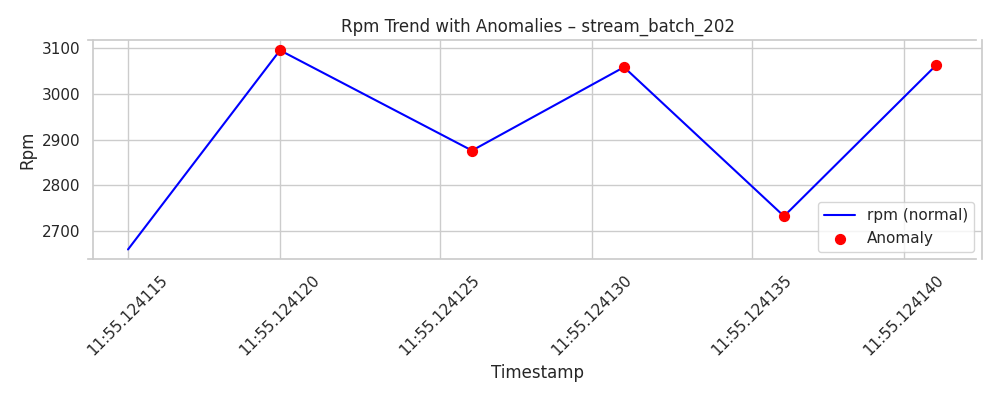 Rpm Trend with Anomalies – stream_batch_202
3100
3000
2900
2800
2700
Rpm
rpm (normal)
Anomaly
11:55.124115
11:55.124120
11:55.124125
11:55.124130
11:55.124135
11:55.124140
Timestamp